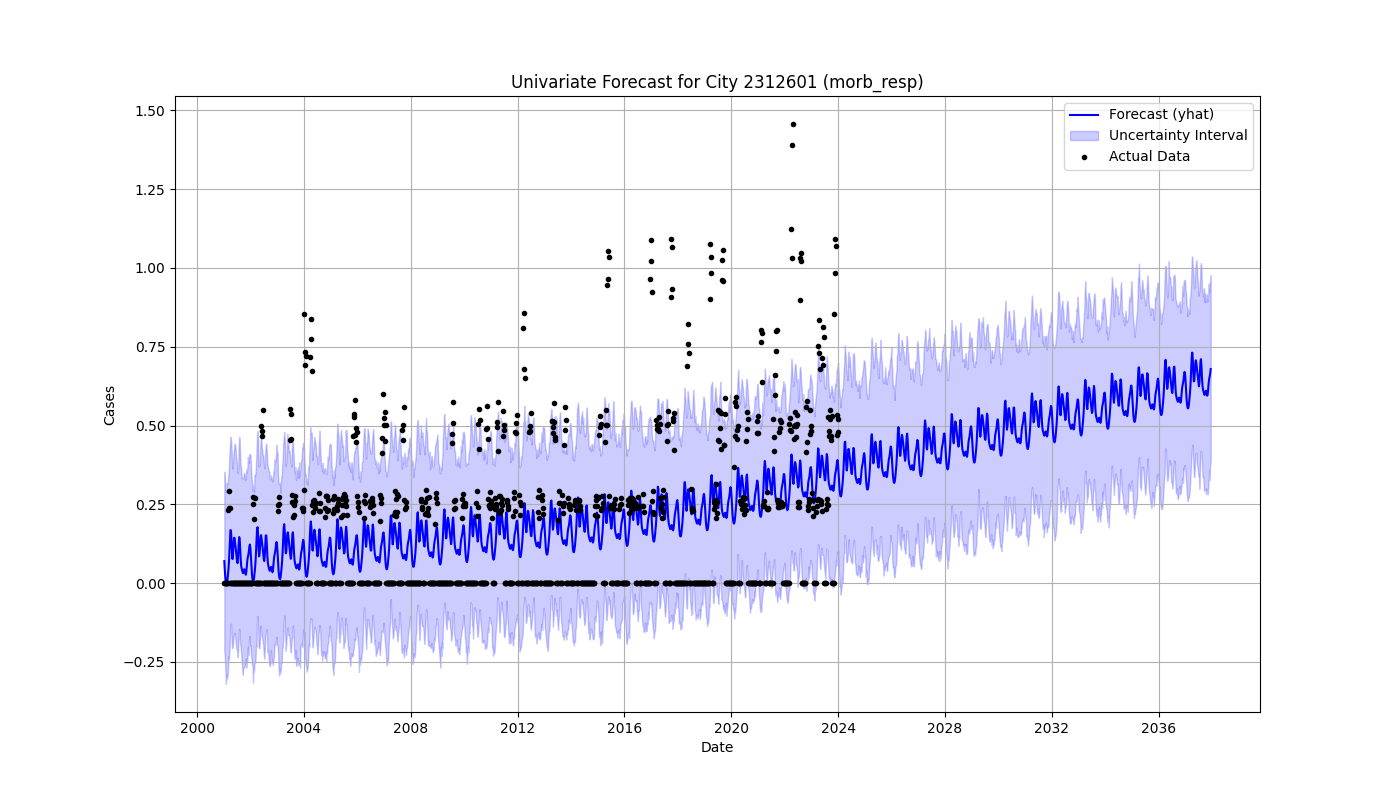 Univariate Forecast for City 2312601 (morb_resp)
Forecast (yhat)
Uncertainty Interval
Actual Data
1.50
1.25
1.00
0.75
0.50
0.25
0.00
−0.25
Cases
2000 2004 2008 2012 2016 2020 2024 2028 2032 2036
Date